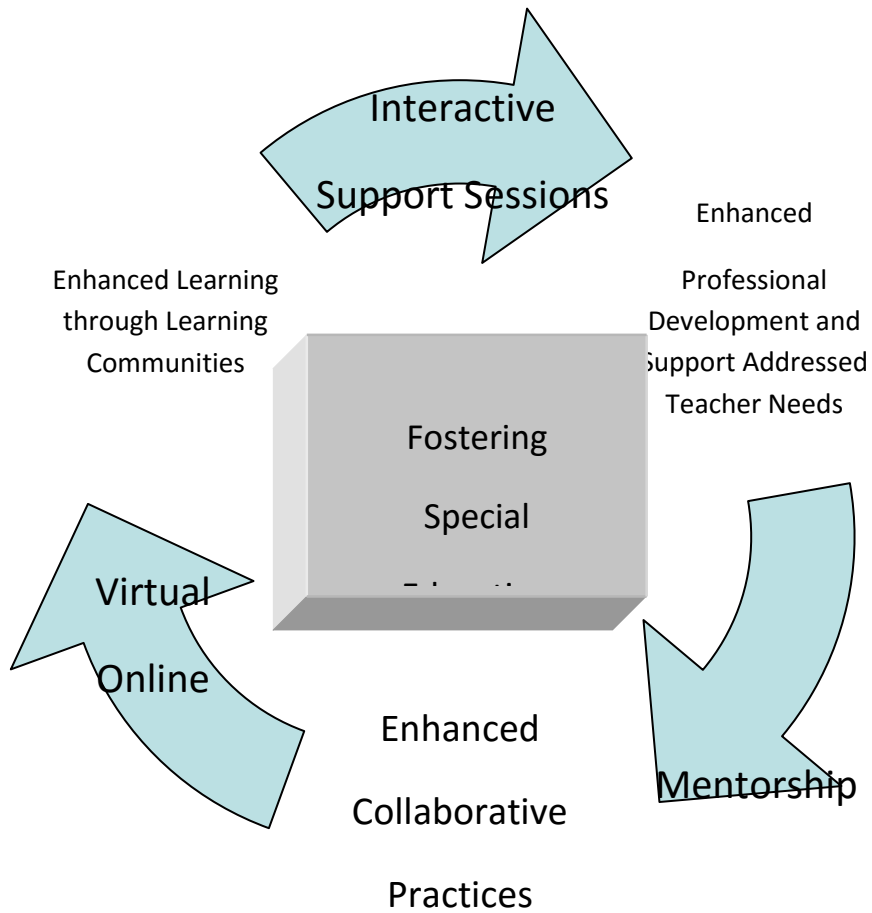 Interactive
Support Sessions
Enhanced
Professional
Development and
Support Addressed
Teacher Needs
Enhanced Learning
through Learning
Communities
Fostering
Special
Virtual
Online
Mentorship
Enhanced
Collaborative
Practices